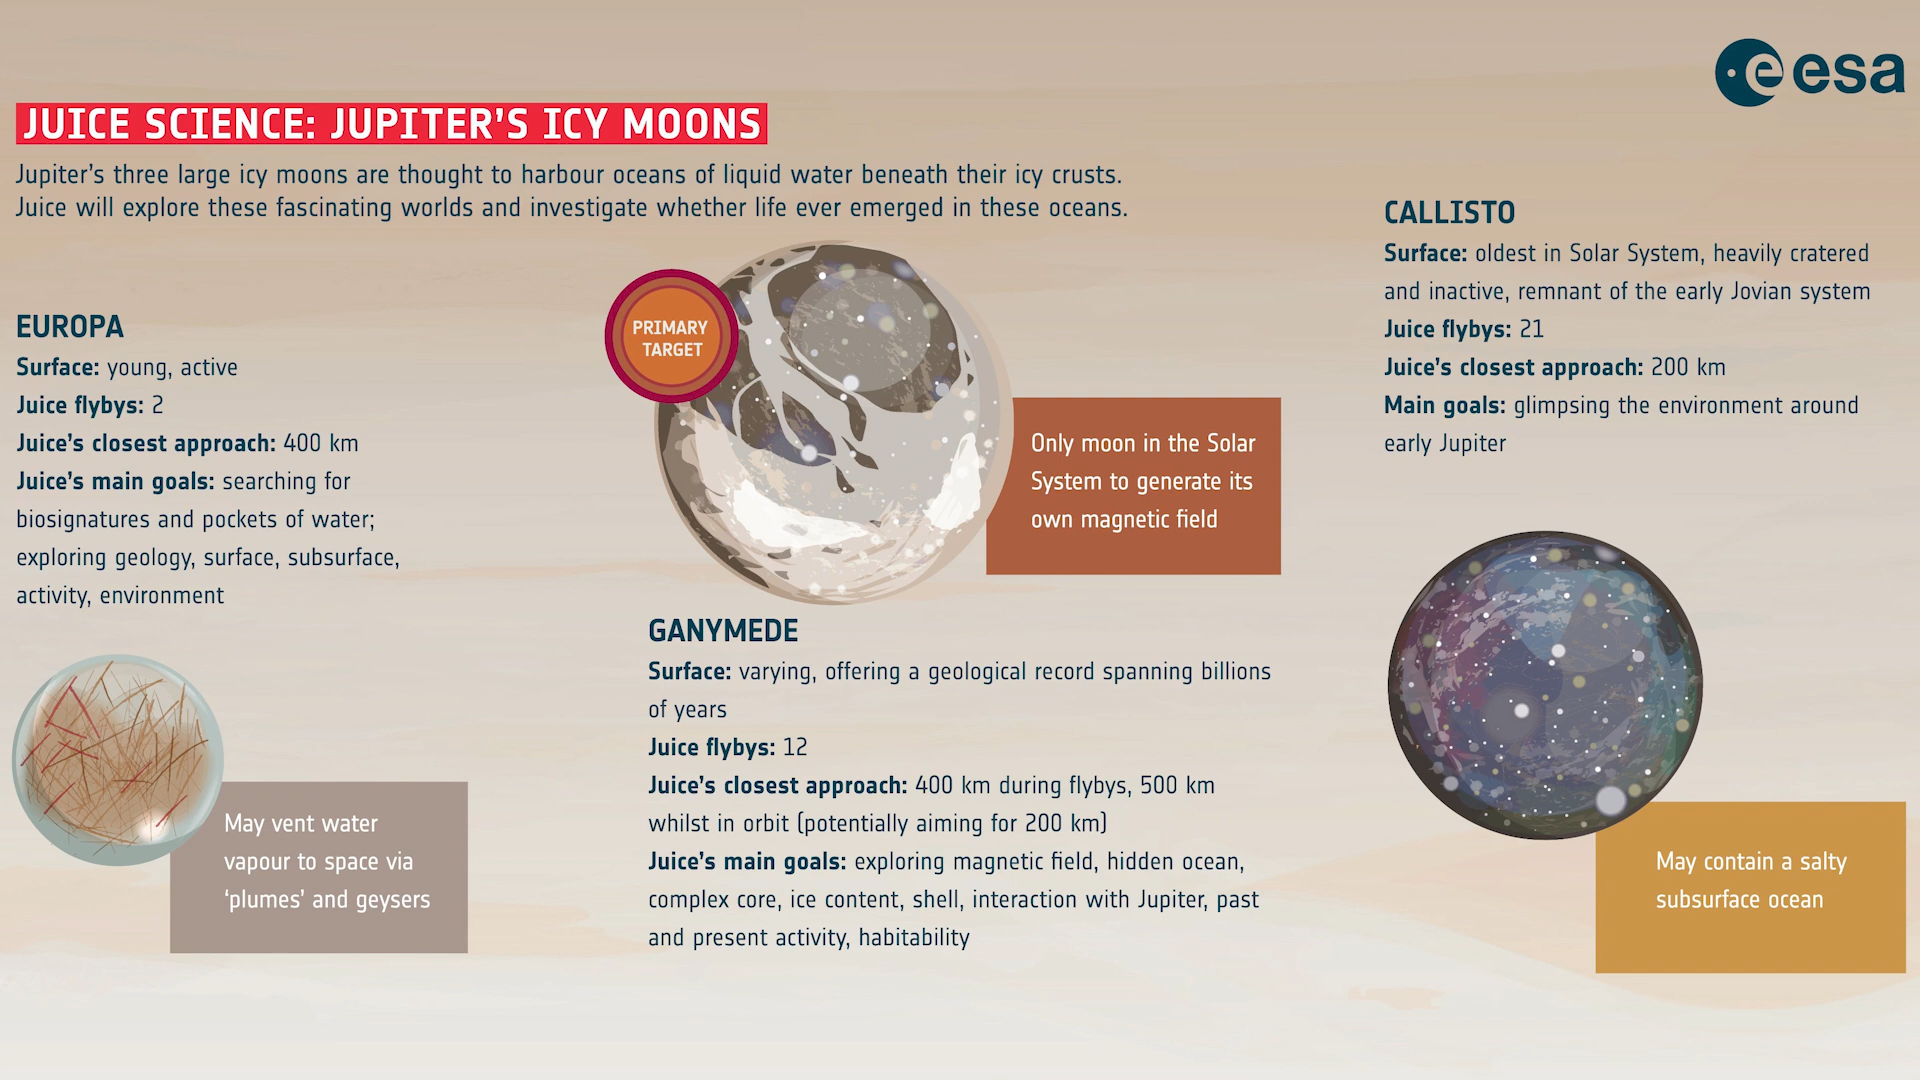 esa
JUICE SCIENCE: JUPITER'S ICY MOONS
Jupiter's three large icy moons are thought to harbour oceans of liquid water beneath their icy crusts.
Juice will explore these fascinating worlds and investigate whether life ever emerged in these oceans.
EUROPA
Surface: young, active
Juice flybys: 2
Juice's closest approach: 400 km
Juice's main goals: searching for
biosignatures and pockets of water;
exploring geology, surface, subsurface,
activity, environment
May vent water
vapour to space via
'plumes' and geysers
PRIMARY
TARGET
Only moon in the Solar
System to generate its
own magnetic field
GANYMEDE
Surface: varying, offering a geological record spanning billions
of years
Juice flybys: 12
Juice's closest approach: 400 km during flybys, 500 km
whilst in orbit (potentially aiming for 200 km)
Juice's main goals: exploring magnetic field, hidden ocean,
complex core, ice content, shell, interaction with Jupiter, past
and present activity, habitability
CALLISTO
Surface: oldest in Solar System, heavily cratered
and inactive, remnant of the early Jovian system
Juice flybys: 21
Juice's closest approach: 200 km
Main goals: glimpsing the environment around
early Jupiter
May contain a salty
subsurface ocean